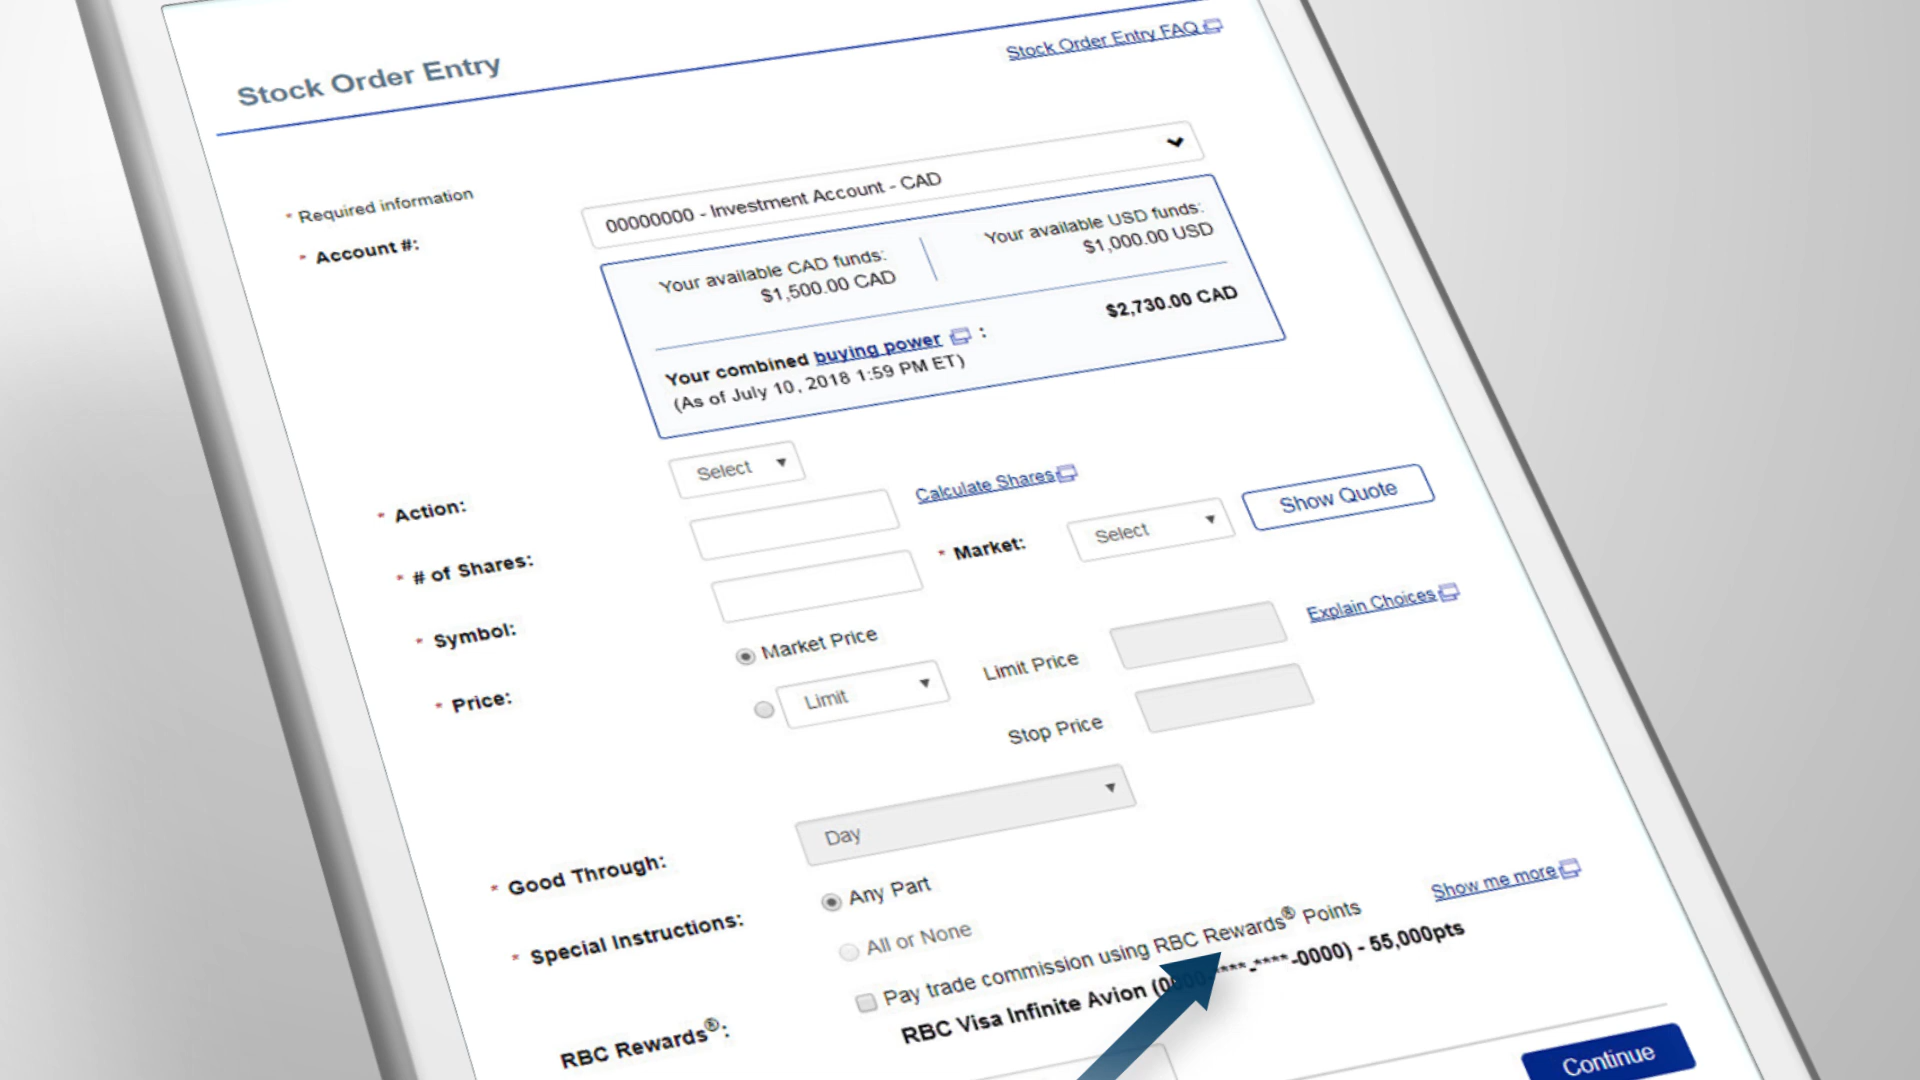 Stock Order Entry
Stock Order Entry FAQ
* Required information
* Account #:
00000000 - Investment Account - CAD
Your available CAD funds:
$1,500.00 CAD
Your available USD funds:
$1,000.00 USD
Your combined buying power :
$2,730.00 CAD
(As of July 10, 2018 1:59 PM ET)
* Action:
Select
* # of Shares:
Calculate Shares
* Symbol:
* Market:
Select
Show Quote
* Price:
Market Price
Limit
Limit Price
Explain Choices
Stop Price
* Good Through:
Day
* Special Instructions:
Any Part
All or None
RBC Rewards®:
Pay trade commission using RBC Rewards® Points
Show me more
RBC Visa Infinite Avion (0000-****-****-0000) - 55,000pts
Continue